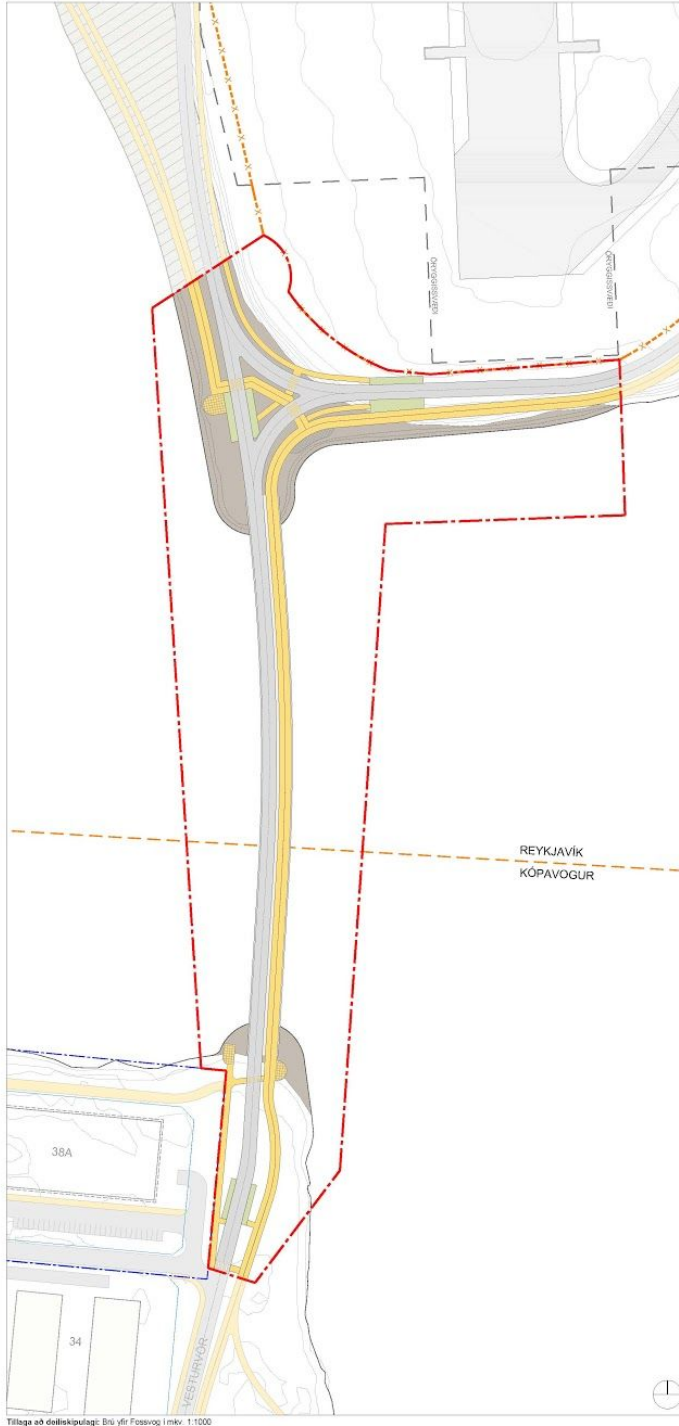 ÖRYGGISSVÆÐI
ÖRYGGISSVÆÐI
REYKJAVÍK
KÓPAVOGUR
38A
34
VESTURVÖR
Tillaga að deiliskipulagi: Brú yfir Fossvog í mkv. 1:1000